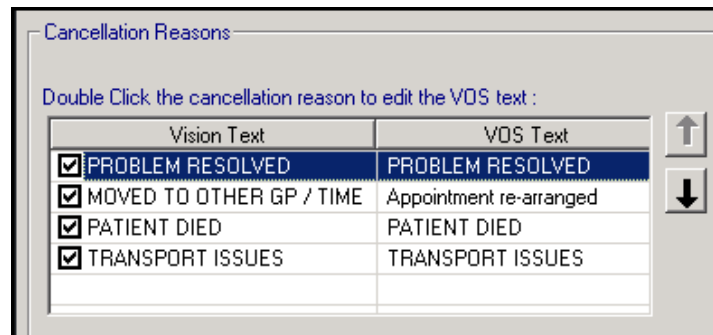 Cancellation Reasons
Double Click the cancellation reason to edit the VOS text :
Vision Text VOS Text
PROBLEM RESOLVED PROBLEM RESOLVED
MOVED TO OTHER GP / TIME Appointment re-arranged
PATIENT DIED PATIENT DIED
TRANSPORT ISSUES TRANSPORT ISSUES